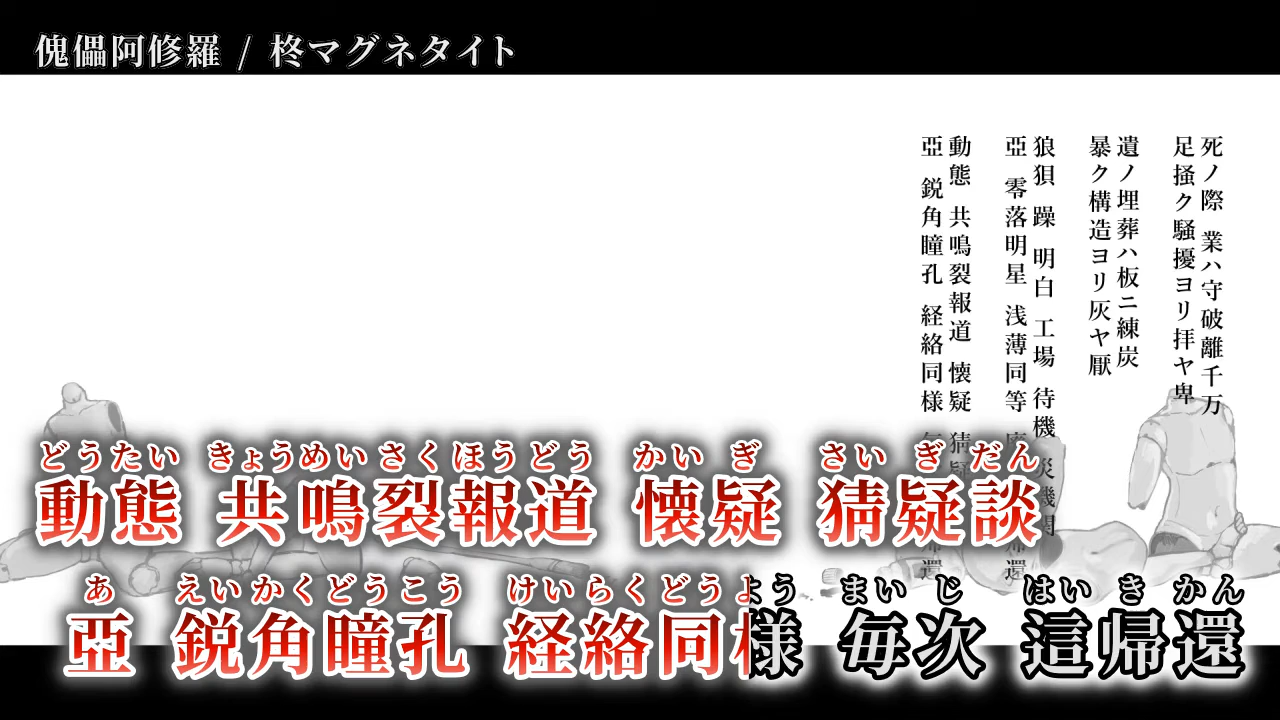 傀儡阿修羅 / 柊マグネタイト
死ノ際 業ハ守破離千万
足掻ク騒擾ヨリ拝ヤ卑
遺ノ埋葬ハ板ニ練炭
暴ク構造ヨリ灰ヤ厭
狼狽 躁 明白 工場 待機 災機関
亞 零落明星 浅薄同等 還
動態 共鳴裂報道 懐疑 猜疑
亞 鋭角瞳孔 経絡同様 帰還
どうたい きょうめいさくほうどう かいぎ さいぎだん
動態 共鳴裂報道 懐疑 猜疑談
あ えいかくどうこう けいらくどうよう まいじ はいきかん
亞 鋭角瞳孔 経絡同様 毎次 這帰還